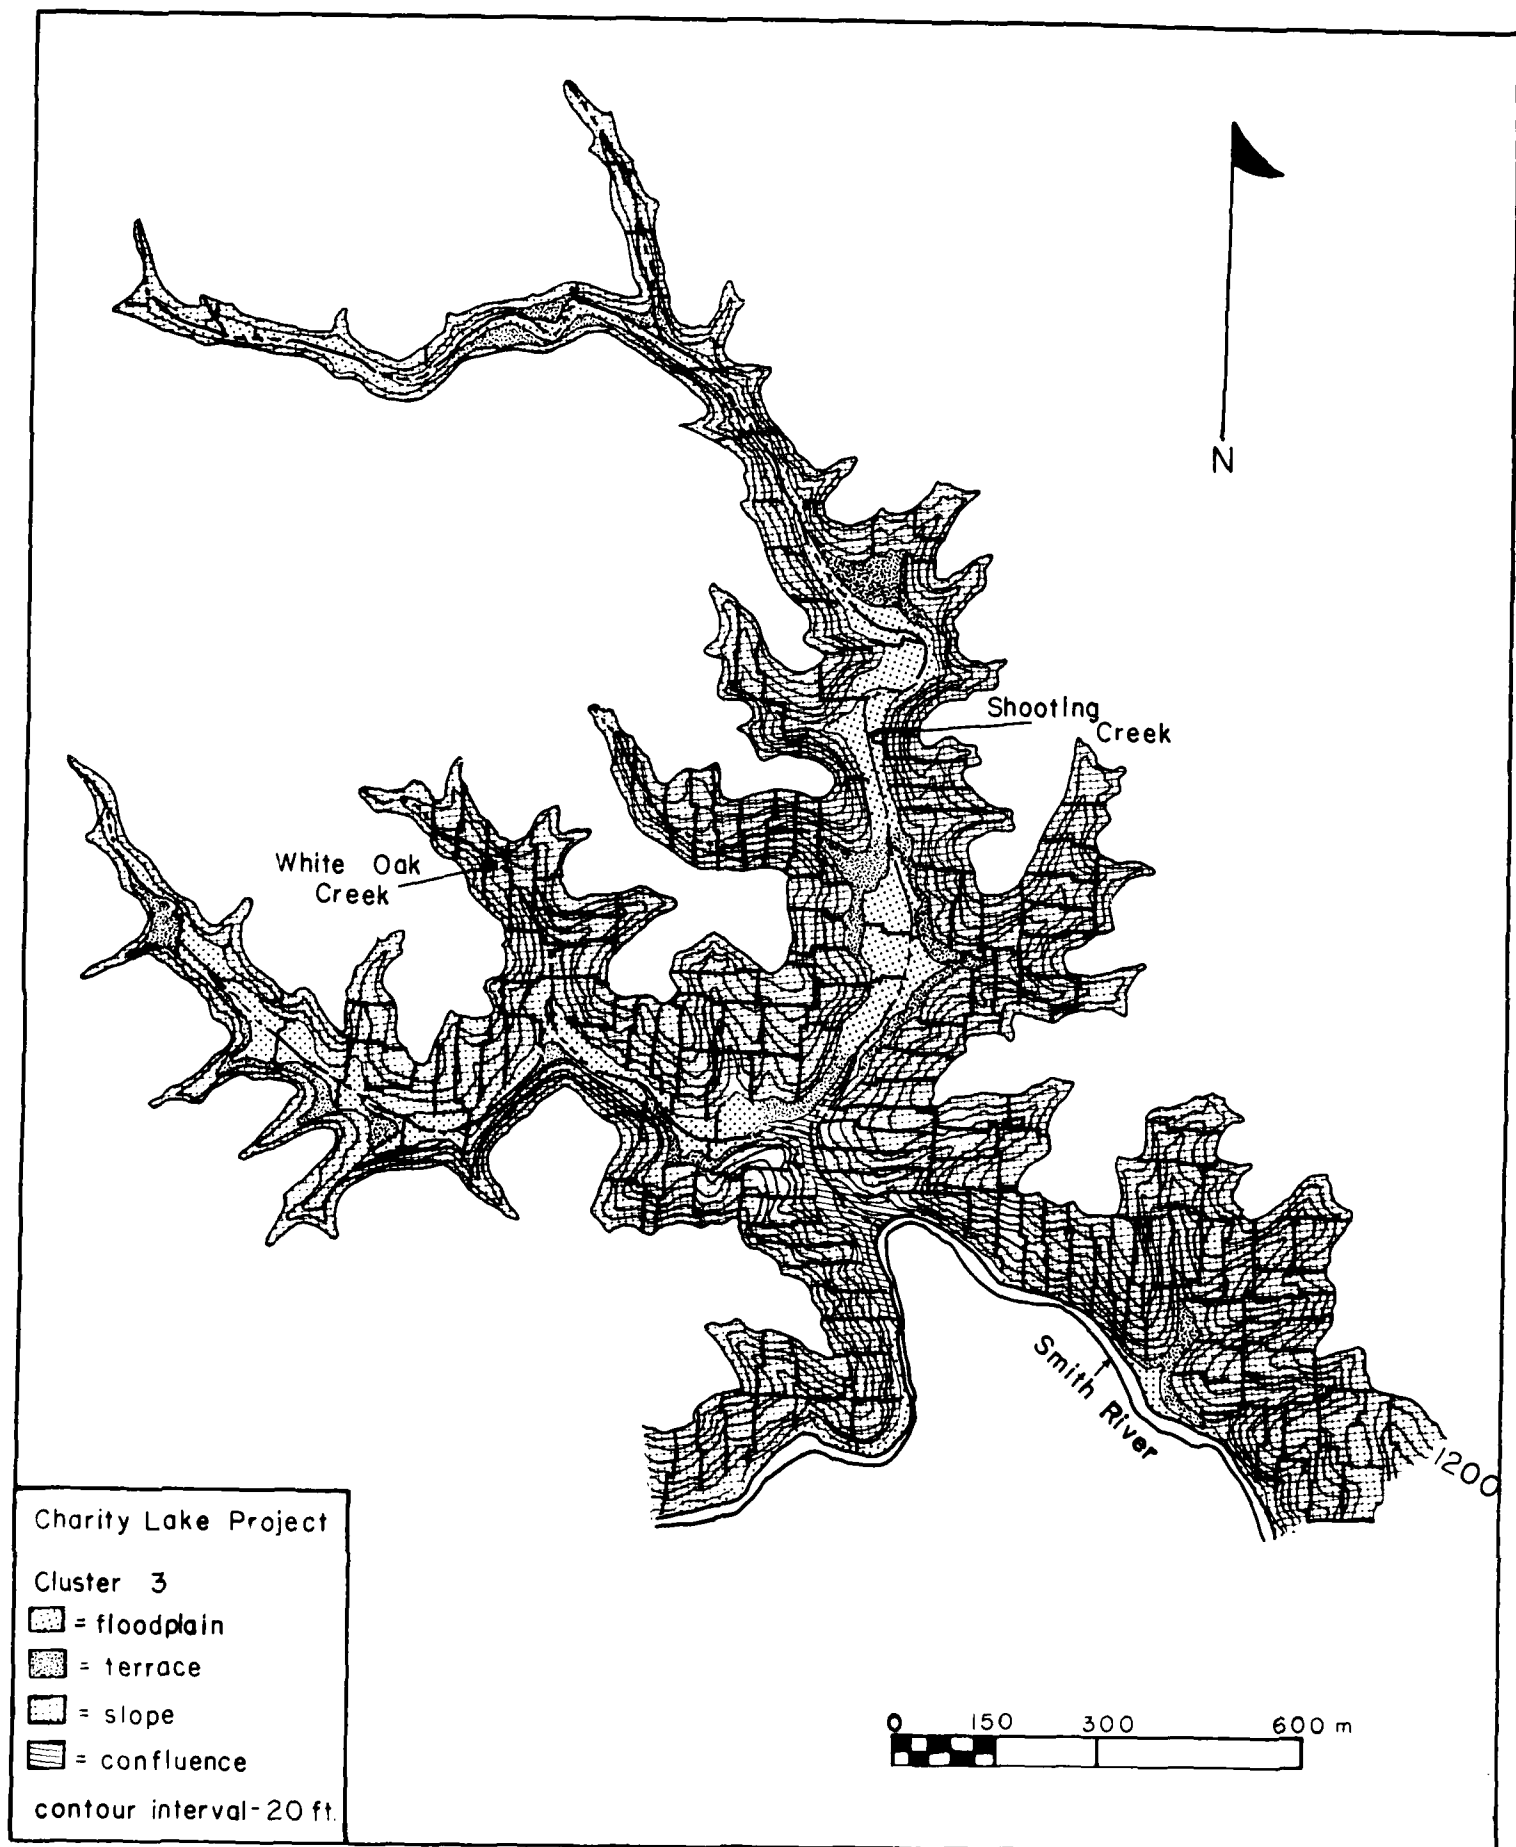 N
Shooting
Creek
White Oak
Creek
Smith River
1200
Charity Lake Project
Cluster 3
= floodplain
= terrace
= slope
= confluence
contour interval-20 ft.
0 150 300 600 m